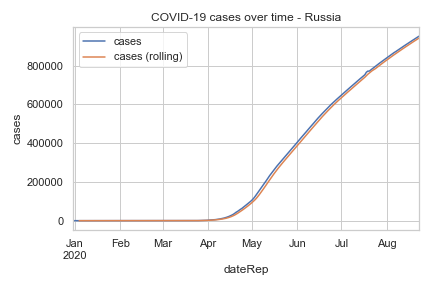 COVID-19 cases over time - Russia
cases
cases (rolling)
cases
800000
600000
400000
200000
0
Jan Feb Mar Apr May Jun Jul Aug
2020
dateRep